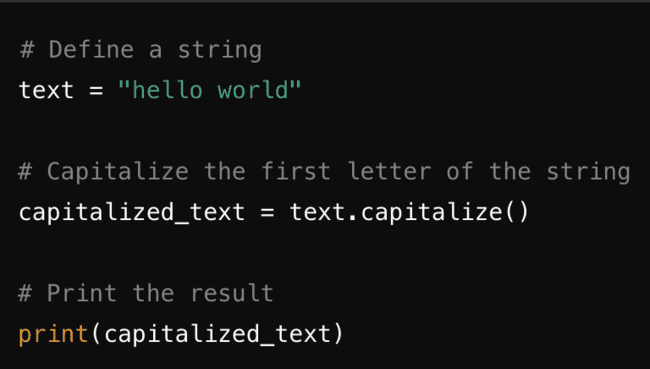 # Define a string
text = "hello world"
# Capitalize the first letter of the string
capitalized_text = text.capitalize()
# Print the result
print(capitalized_text)